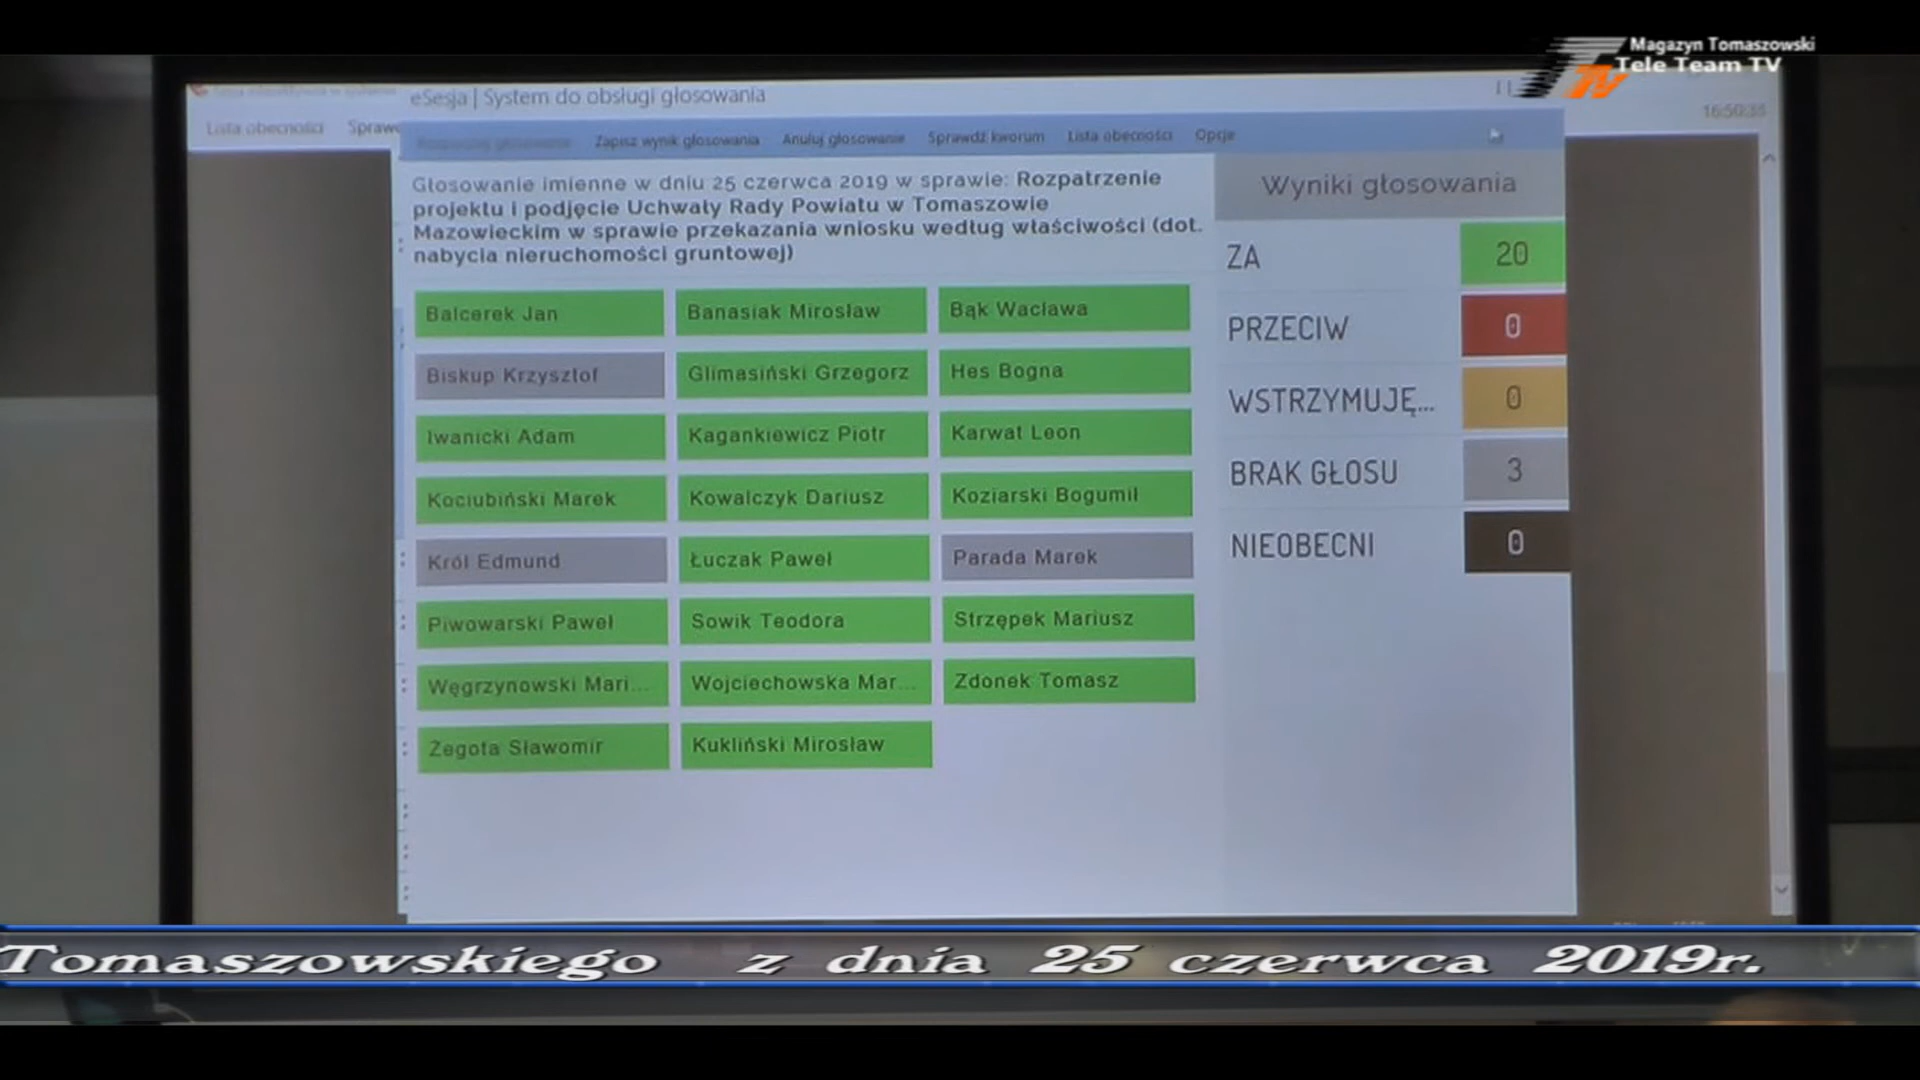 Magazyn Tomaszowski
Tele Team TV
TV
eSesja | System do obsługi głosowania
16:50:35
Lista obecności
Zapisz wynik głosowania Anuluj głosowanie Sprawdź kworum Lista obecności Opcje
Głosowanie imienne w dniu 25 czerwca 2019 w sprawie: Rozpatrzenie
projektu i podjęcie Uchwały Rady Powiatu w Tomaszowie
Mazowieckim w sprawie przekazania wniosku według właściwości (dot.
nabycia nieruchomości gruntowej)
Wyniki głosowania
ZA 20
PRZECIW 0
WSTRZYMUJĘ... 0
BRAK GŁOSU 3
NIEOBECNI 0
Balcerek Jan Banasiak Mirosław Bąk Wacława
Biskup Krzysztof Glimasiński Grzegorz Hes Bogna
Iwanicki Adam Kagankiewicz Piotr Karwat Leon
Kociubiński Marek Kowalczyk Dariusz Koziarski Bogumił
Król Edmund Łuczak Paweł Parada Marek
Piwowarski Paweł Sowik Teodora Strzępek Mariusz
Węgrzynowski Mari... Wojciechowska Mar... Zdonek Tomasz
Żegota Sławomir Kukliński Mirosław
Tomaszowskiego z dnia 25 czerwca 2019r.